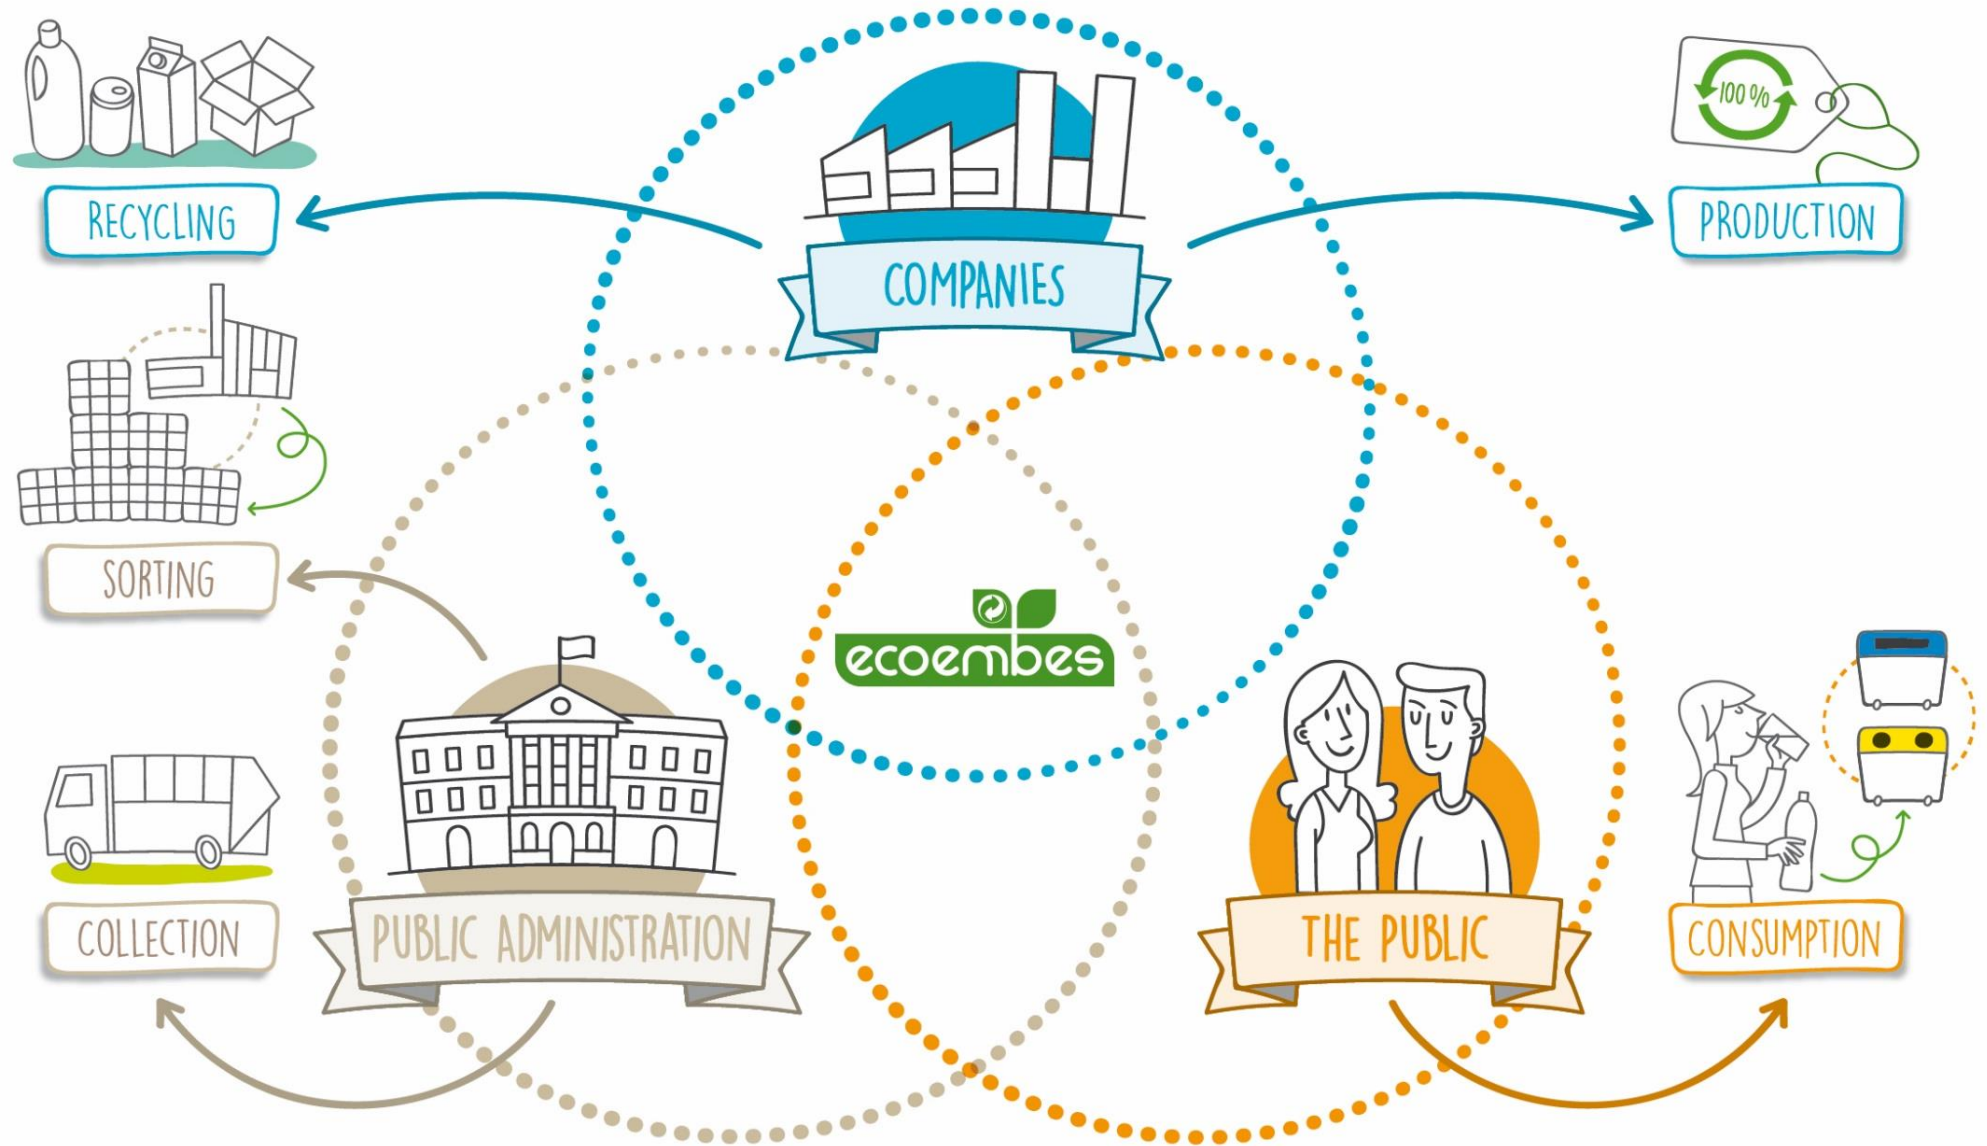 100%
RECYCLING
PRODUCTION
COMPANIES
SORTING
ecoembes
COLLECTION
PUBLIC ADMINISTRATION
THE PUBLIC
CONSUMPTION